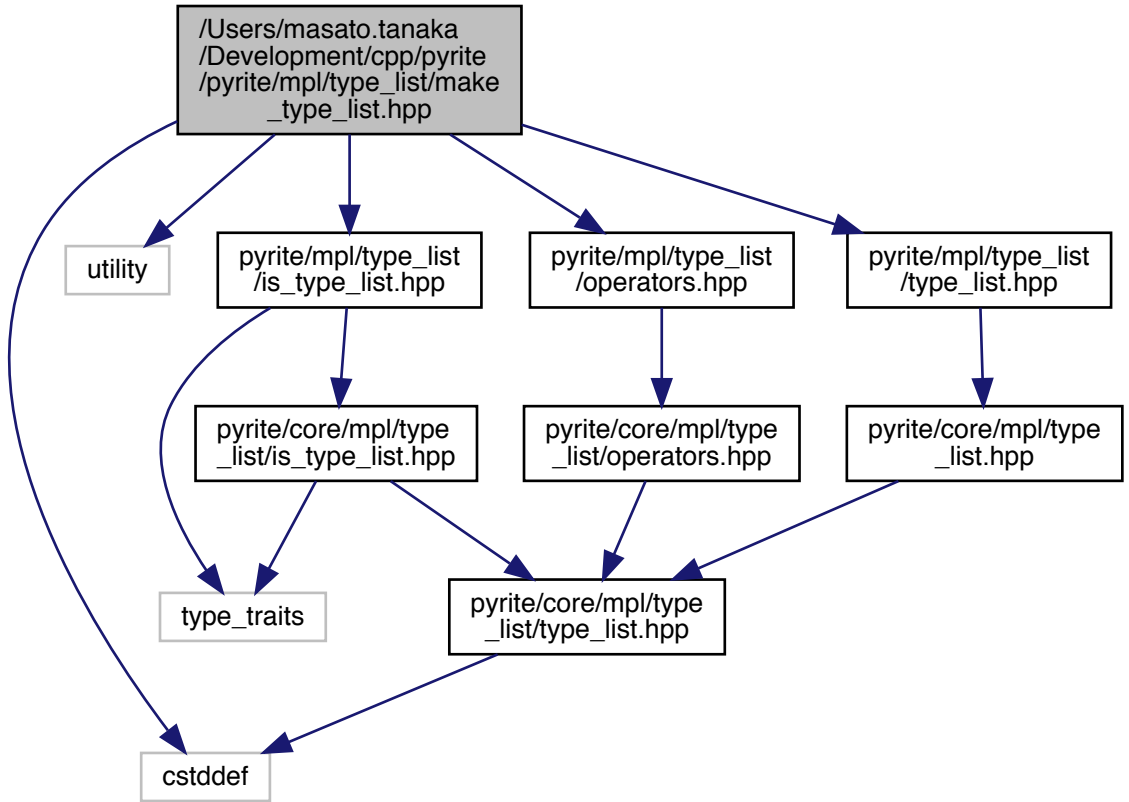 /Users/masato.tanaka
/Development/cpp/pyrite
/pyrite/mpl/type_list/make
_type_list.hpp
utility
pyrite/mpl/type_list
/is_type_list.hpp
pyrite/mpl/type_list
/operators.hpp
pyrite/mpl/type_list
/type_list.hpp
pyrite/core/mpl/type
_list/is_type_list.hpp
pyrite/core/mpl/type
_list/operators.hpp
pyrite/core/mpl/type
_list.hpp
type_traits
pyrite/core/mpl/type
_list/type_list.hpp
cstddef